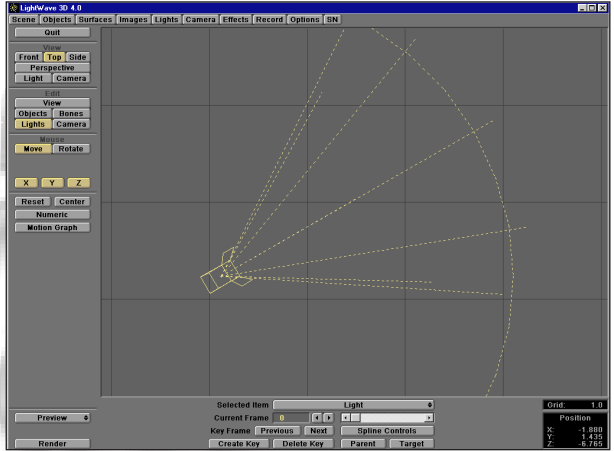 LightWave 3D 4.0
Scene Objects Surfaces Images Lights Camera Effects Record Options SN
Quit
View
Front Top Side
Perspective
Light Camera
Edit
View
Objects Bones
Lights Camera
Mouse
Move Rotate
X Y Z
Reset Center
Numeric
Motion Graph
Selected Item Light
Grid: 1.0
Preview
Current Frame 0
Position
Key Frame Previous Next Spline Controls
X: -1.880
Y: 1.435
Render
Create Key Delete Key Parent Target
Z: -6.765